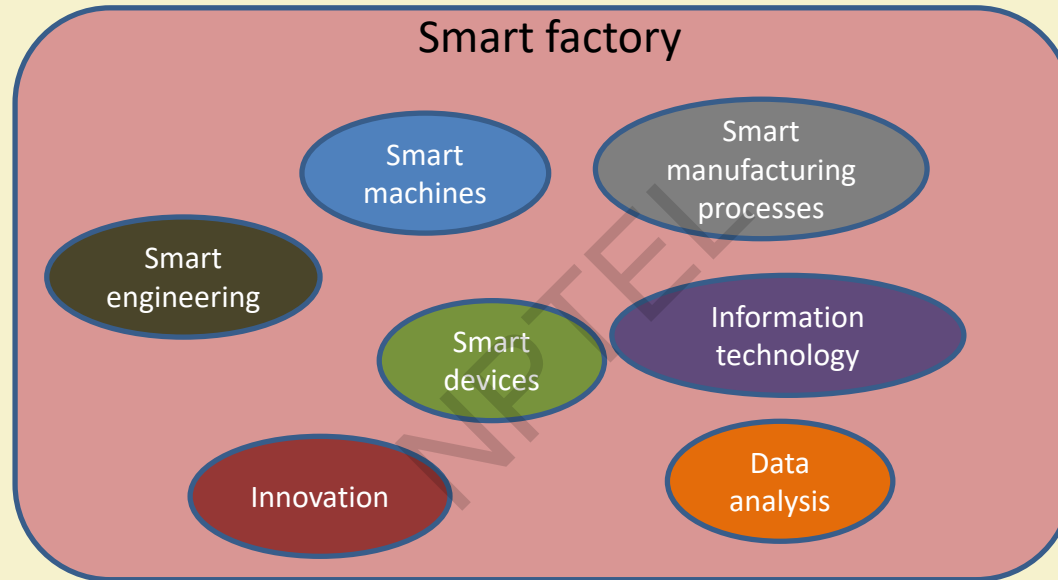 Smart factory
Smart
machines
Smart
manufacturing
processes
Smart
engineering
Smart
devices
Information
technology
Innovation
Data
analysis
NPTEL